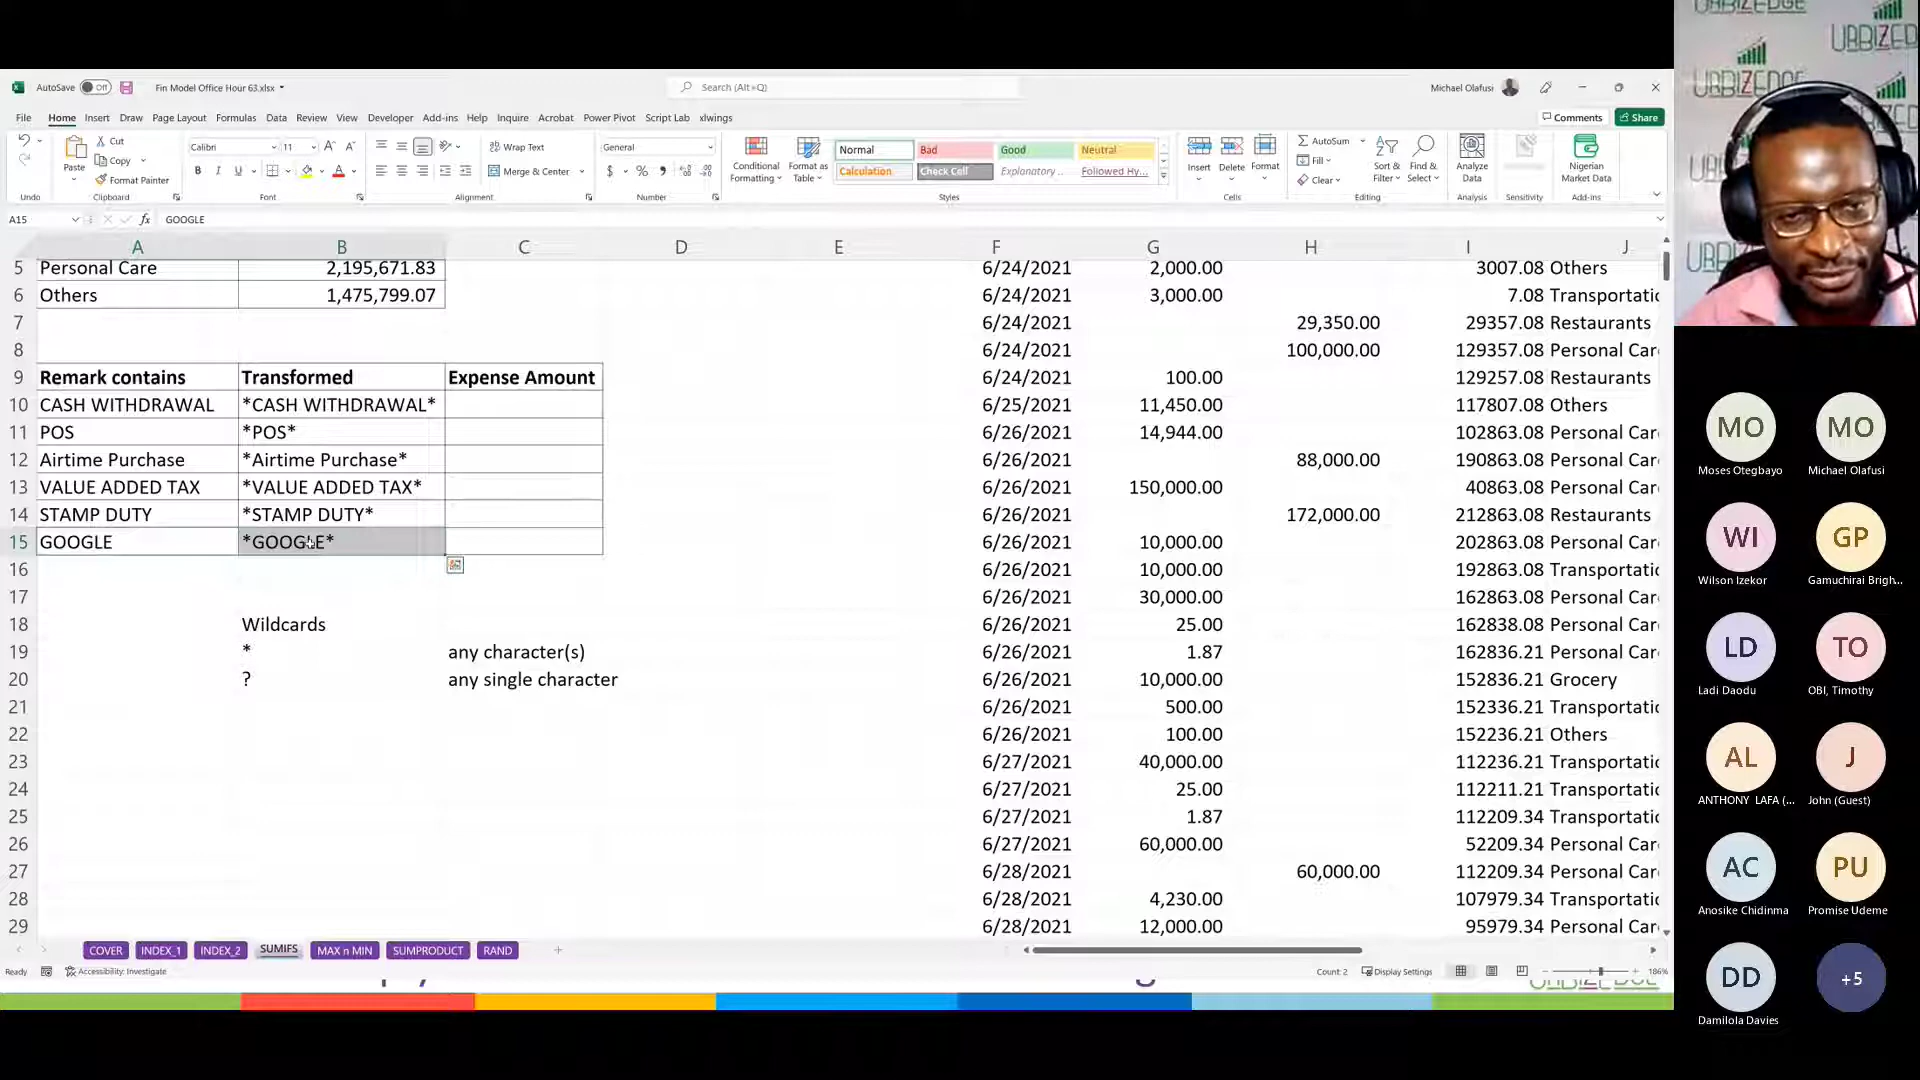 AutoSave Off Fin Model Office Hour 63.xlsx Search (Alt+Q) Michael Olafusi
File Home Insert Draw Page Layout Formulas Data Review View Developer Add-ins Help Inquire Acrobat Power Pivot Script Lab xlwings Comments Share
Paste Cut Copy Format Painter
Calibri 11 Wrap Text Merge & Center General
Conditional Formatting Format as Table Normal Bad Good Neutral
Calculation Check Cell Explanatory ... Followed Hy...
Insert Delete Format AutoSum Fill Clear Sort & Filter Find & Select Analyze Data Sensitivity Nigerian Market Data
Undo Clipboard Font Alignment Number Styles Cells Editing Analysis Sensitivity Add-ins
A15 fx GOOGLE
A B C D E F G H I J
5 Personal Care 2,195,671.83 6/24/2021 2,000.00 3007.08 Others
6 Others 1,475,799.07 6/24/2021 3,000.00 7.08 Transportatio
7 6/24/2021 29,350.00 29357.08 Restaurants
8 6/24/2021 100,000.00 129357.08 Personal Car
9 Remark contains Transformed Expense Amount 6/24/2021 100.00 129257.08 Restaurants
10 CASH WITHDRAWAL *CASH WITHDRAWAL* 6/25/2021 11,450.00 117807.08 Others
11 POS *POS* 6/26/2021 14,944.00 102863.08 Personal Car
12 Airtime Purchase *Airtime Purchase* 6/26/2021 88,000.00 190863.08 Personal Car
13 VALUE ADDED TAX *VALUE ADDED TAX* 6/26/2021 150,000.00 40863.08 Personal Car
14 STAMP DUTY *STAMP DUTY* 6/26/2021 172,000.00 212863.08 Restaurants
15 GOOGLE *GOOGLE* 6/26/2021 10,000.00 202863.08 Personal Car
16 6/26/2021 10,000.00 192863.08 Transportatio
17 6/26/2021 30,000.00 162863.08 Personal Car
18 Wildcards 6/26/2021 25.00 162838.08 Personal Car
19 * any character(s) 6/26/2021 1.87 162836.21 Personal Car
20 ? any single character 6/26/2021 10,000.00 152836.21 Grocery
21 6/26/2021 500.00 152336.21 Transportatio
22 6/26/2021 100.00 152236.21 Others
23 6/27/2021 40,000.00 112236.21 Transportatio
24 6/27/2021 25.00 112211.21 Transportatio
25 6/27/2021 1.87 112209.34 Transportatio
26 6/27/2021 60,000.00 52209.34 Personal Car
27 6/28/2021 60,000.00 112209.34 Personal Car
28 6/28/2021 4,230.00 107979.34 Transportatio
29 6/28/2021 12,000.00 95979.34 Personal Car
COVER INDEX_1 INDEX_2 SUMIFS MAX n MIN SUMPRODUCT RAND
Ready Accessibility: Investigate Count: 2 Display Settings 186%
URBIZEDGE
MO MO
Moses Otegbayo Michael Olafusi
WI GP
Wilson Izekor Gamuchirai Brigh...
LD TO
Ladi Daodu OBI, Timothy
AL J
ANTHONY LAFA (... John (Guest)
AC PU
Anosike Chidinma Promise Udeme
DD +5
Damilola Davies